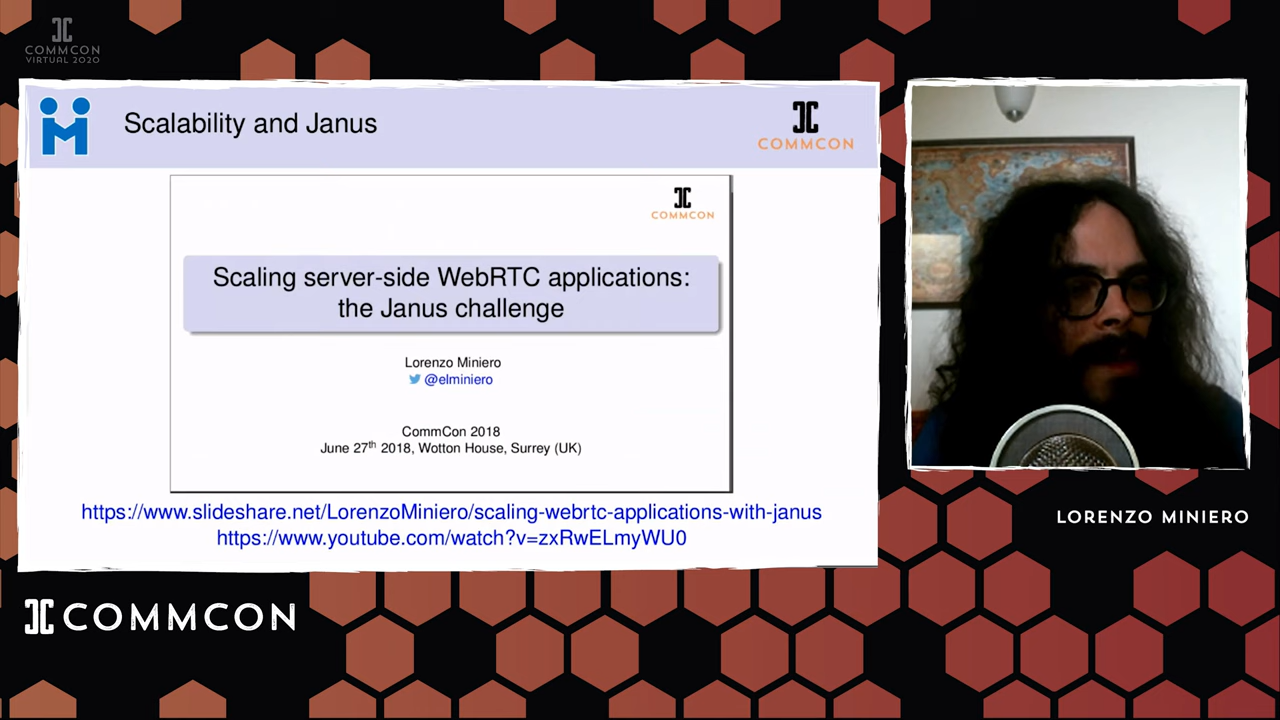 COMMCON
VIRTUAL 2020
Scalability and Janus
COMMCON
COMMCON
Scaling server-side WebRTC applications:
the Janus challenge
Lorenzo Miniero
@elminiero
CommCon 2018
June 27th 2018, Wotton House, Surrey (UK)
https://www.slideshare.net/LorenzoMiniero/scaling-webrtc-applications-with-janus
https://www.youtube.com/watch?v=zxRwELmyWU0
LORENZO MINIERO
COMMCON